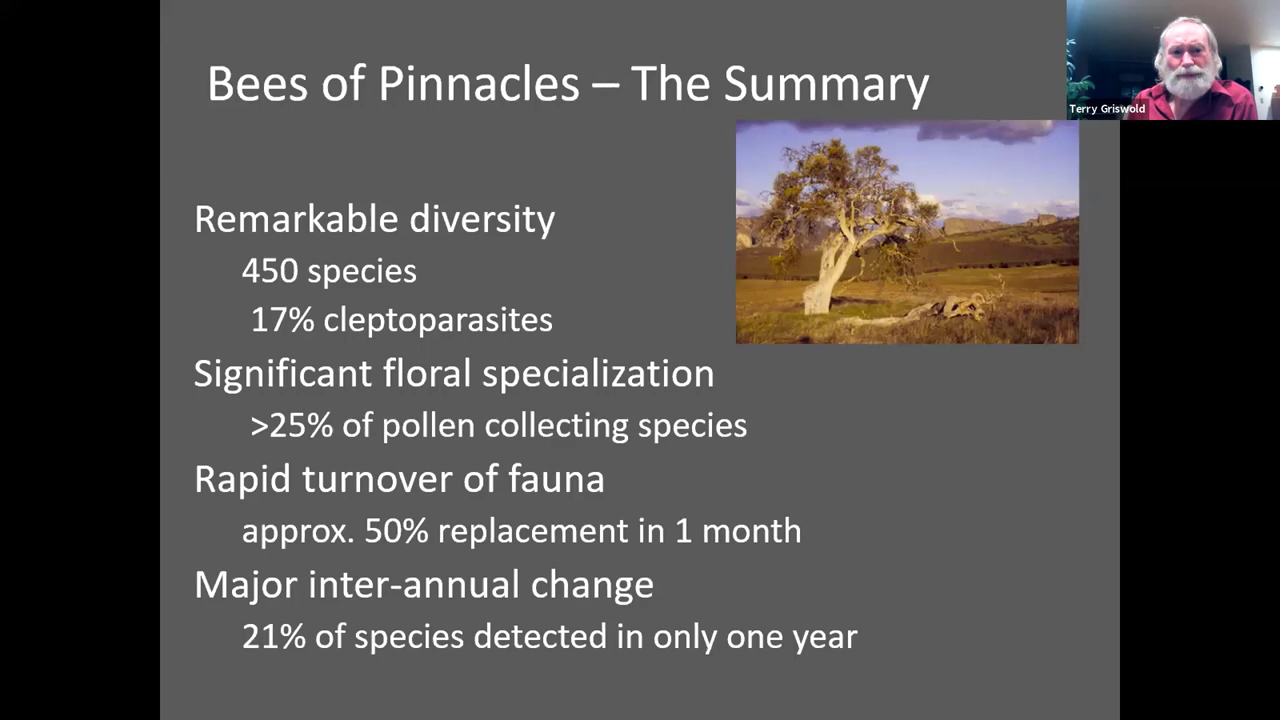 Bees of Pinnacles – The Summary
Terry Griswold
Remarkable diversity
450 species
17% cleptoparasites
Significant floral specialization
>25% of pollen collecting species
Rapid turnover of fauna
approx. 50% replacement in 1 month
Major inter-annual change
21% of species detected in only one year